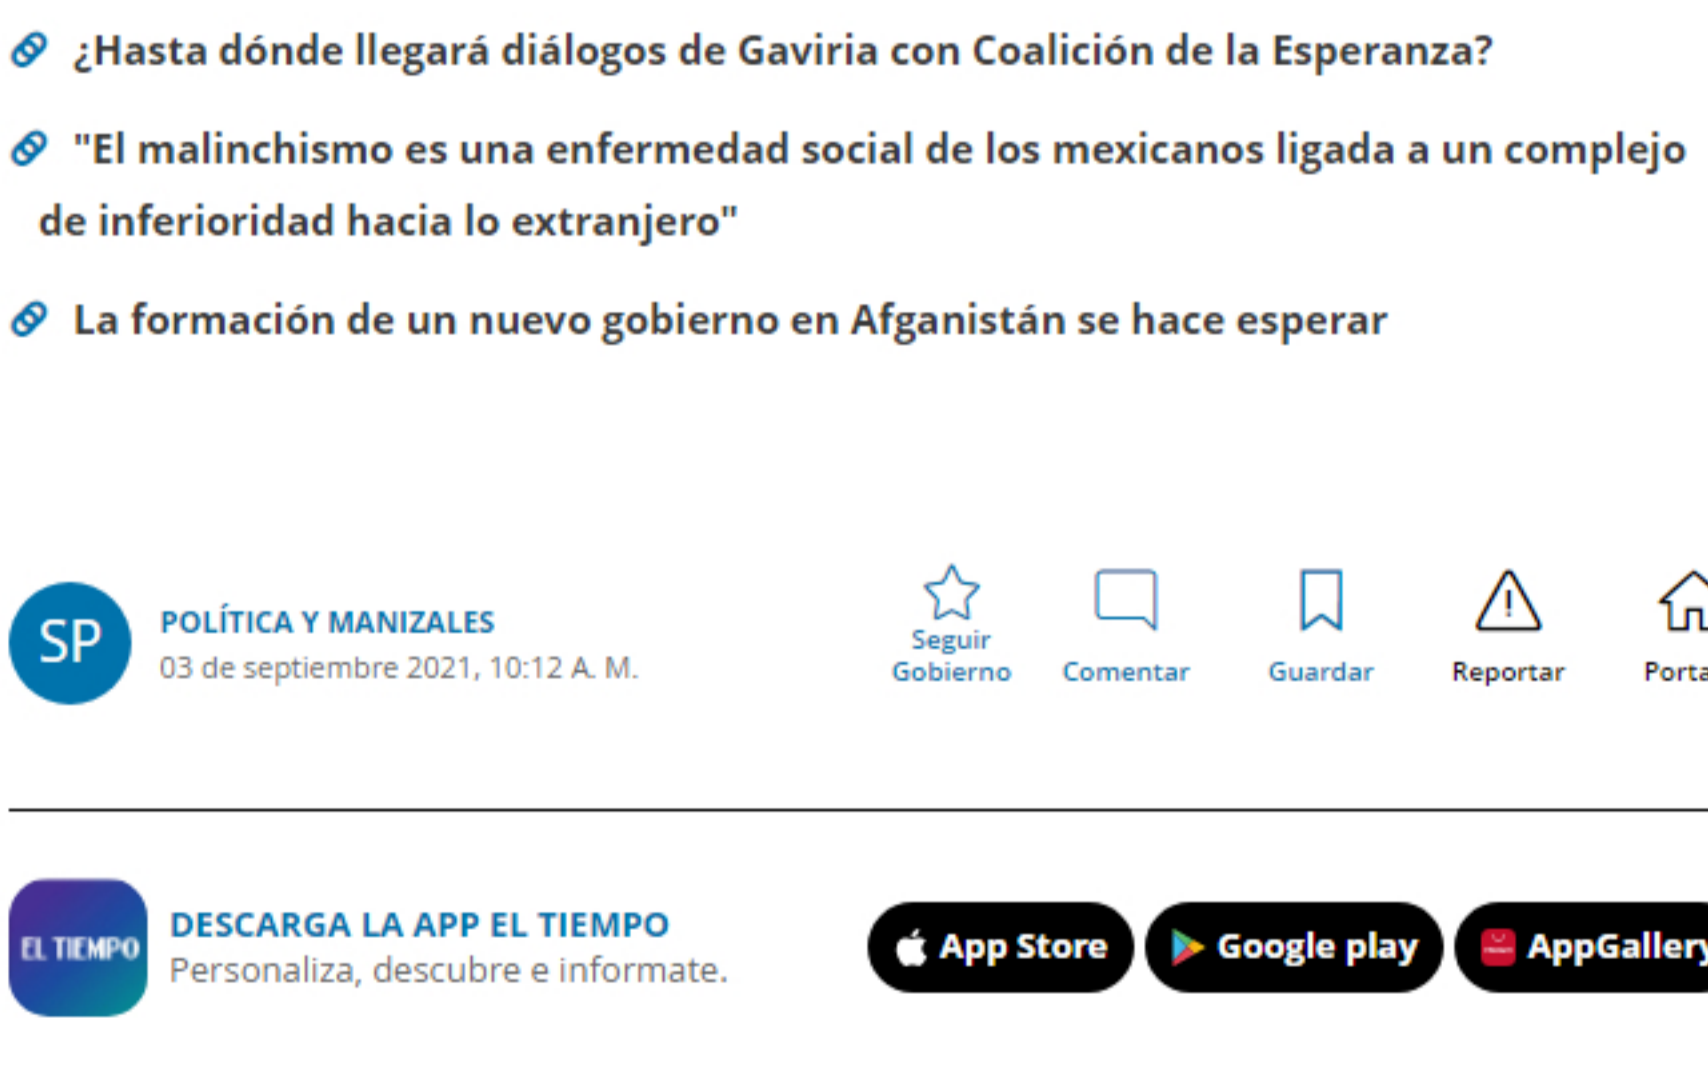 ¿Hasta dónde llegará diálogos de Gaviria con Coalición de la Esperanza?
"El malinchismo es una enfermedad social de los mexicanos ligada a un complejo
de inferioridad hacia lo extranjero"
La formación de un nuevo gobierno en Afganistán se hace esperar
SP
POLÍTICA Y MANIZALES
03 de septiembre 2021, 10:12 A. M.
Seguir
Gobierno
Comentar
Guardar
Reportar
Porta
EL TIEMPO
DESCARGA LA APP EL TIEMPO
Personaliza, descubre e informate.
App Store
Google play
AppGallery